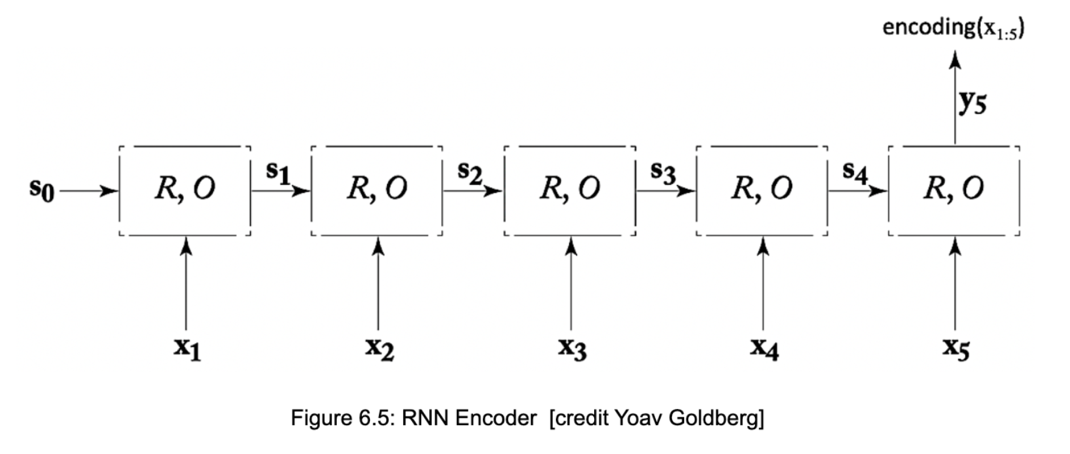 encoding(x1:5)
y5
s0 R, O s1 R, O s2 R, O s3 R, O s4 R, O
x1 x2 x3 x4 x5
Figure 6.5: RNN Encoder [credit Yoav Goldberg]